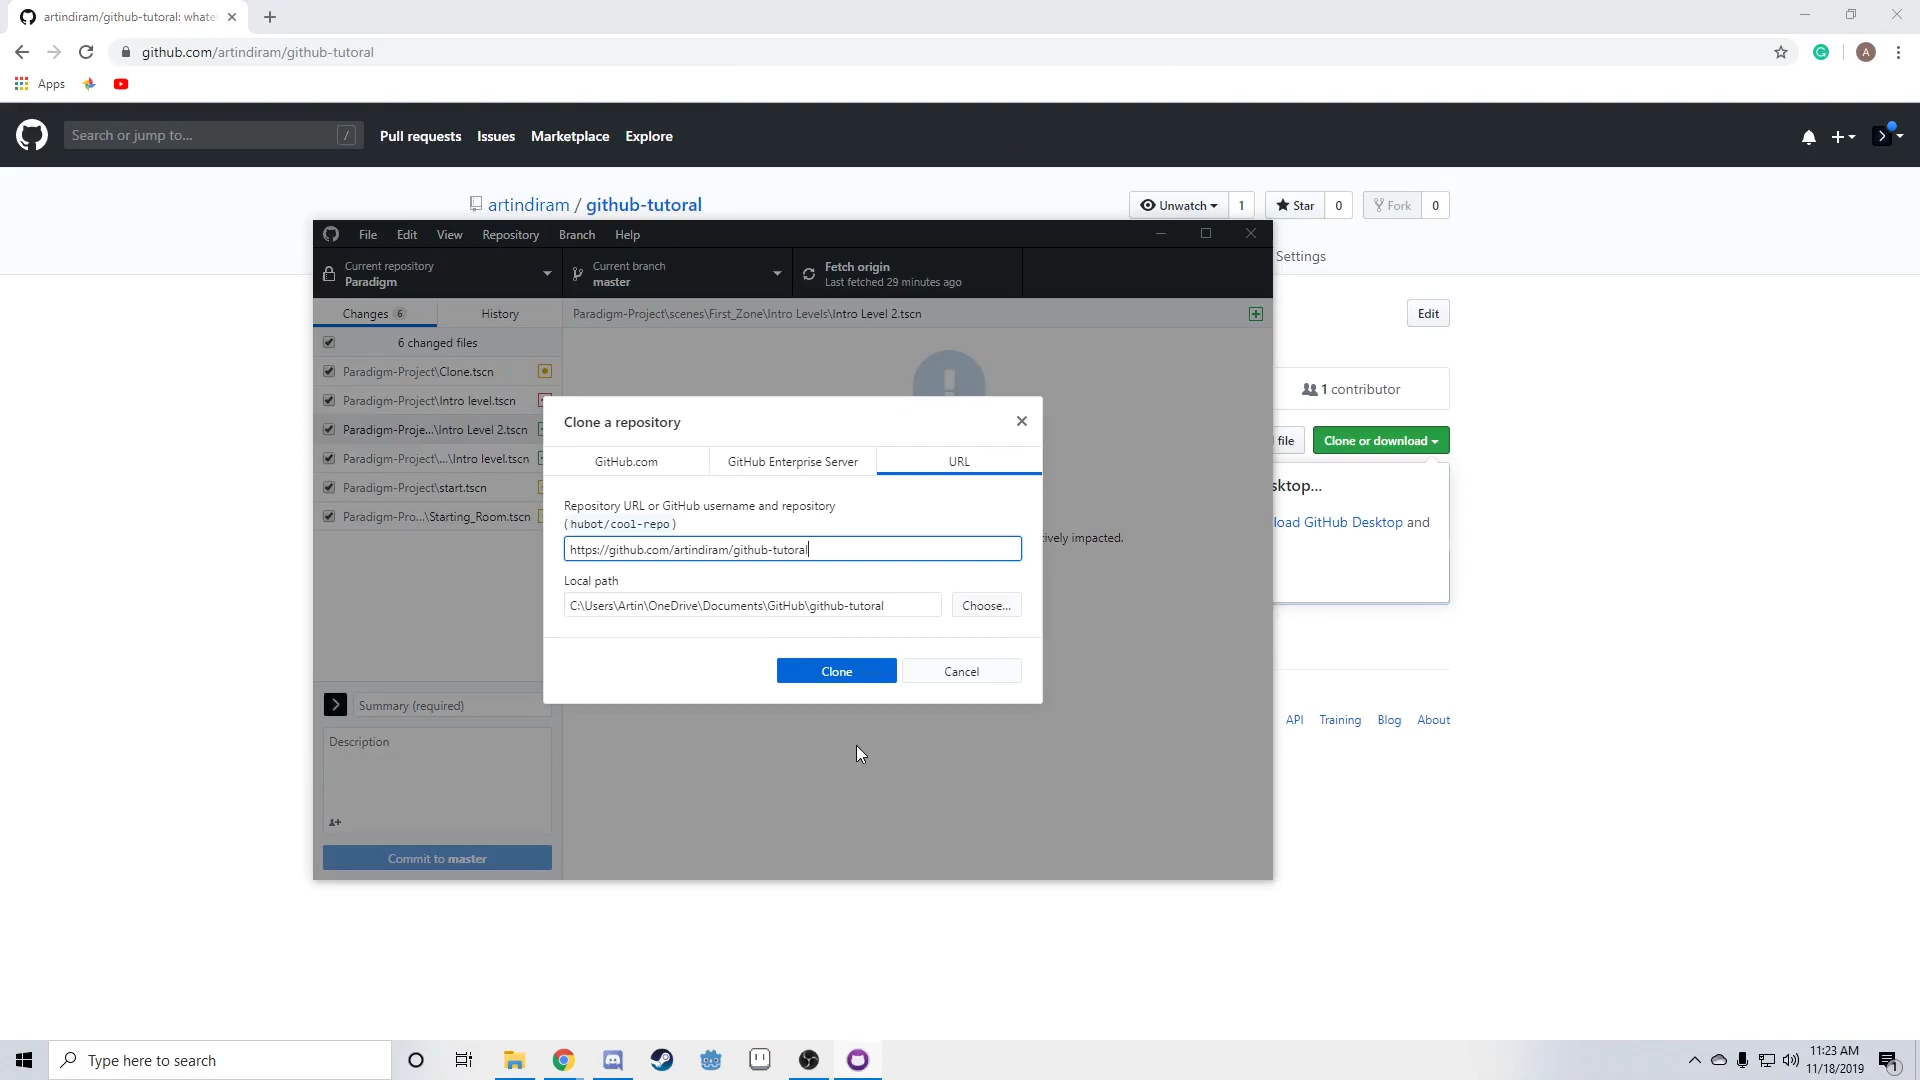 artindiram/github-tutoral: whate
github.com/artindiram/github-tutoral
Apps
Search or jump to...
/
Pull requests
Issues
Marketplace
Explore
artindiram / github-tutoral
Unwatch
1
Star
0
Fork
0
File
Edit
View
Repository
Branch
Help
Settings
Current repository
Paradigm
Current branch
master
Fetch origin
Last fetched 29 minutes ago
Changes 6
History
Paradigm-Project\scenes\First_Zone\Intro Levels\Intro Level 2.tscn
Edit
6 changed files
Paradigm-Project\Clone.tscn
Paradigm-Project\Intro level.tscn
Paradigm-Proje...\Intro Level 2.tscn
Paradigm-Project\...\Intro level.tscn
Paradigm-Project\start.tscn
Paradigm-Pro...\Starting_Room.tscn
1 contributor
file
Clone or download
sktop...
load GitHub Desktop and
tively impacted.
Clone a repository
GitHub.com
GitHub Enterprise Server
URL
Repository URL or GitHub username and repository
(hubot/cool-repo)
https://github.com/artindiram/github-tutoral
Local path
C:\Users\Artin\OneDrive\Documents\GitHub\github-tutoral
Choose...
Clone
Cancel
Summary (required)
Description
Commit to master
API
Training
Blog
About
Type here to search
11:23 AM
11/18/2019
1
A